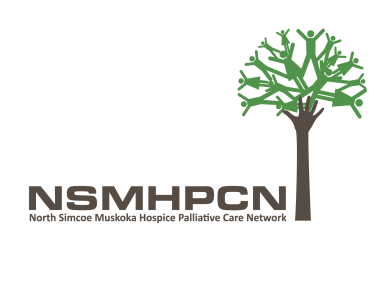 NSMHPCN
North Simcoe Muskoka Hospice Palliative Care Network